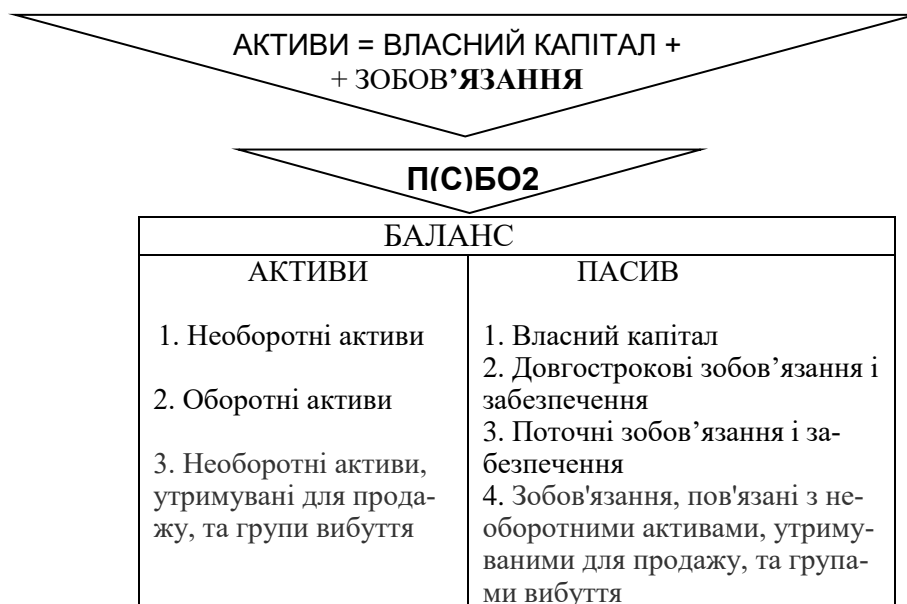 АКТИВИ = ВЛАСНИЙ КАПІТАЛ +
+ ЗОБОВ’ЯЗАННЯ
П(С)БО2
БАЛАНС
АКТИВИ
1. Необоротні активи
2. Оборотні активи
3. Необоротні активи,
утримувані для прода-
жу, та групи вибуття
ПАСИВ
1. Власний капітал
2. Довгострокові зобов’язання і
забезпечення
3. Поточні зобов’язання і за-
безпечення
4. Зобов'язання, пов'язані з не-
оборотними активами, утриму-
ваними для продажу, та група-
ми вибуття